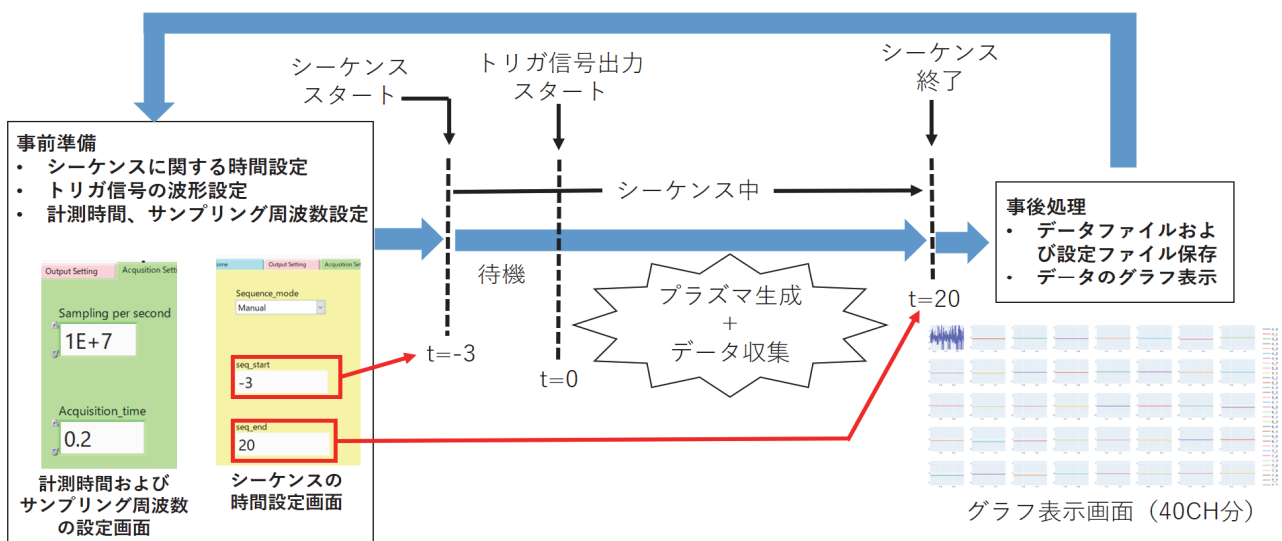 シーケンス
スタート
トリガ信号出力
スタート
シーケンス
終了
事前準備
• シーケンスに関する時間設定
• トリガ信号の波形設定
• 計測時間、サンプリング周波数設定
Output Setting
Sampling per second
1E+7
Acquisition_time
0.2
計測時間および
サンプリング周波数
の設定画面
Output Setting
Sequence_mode
Manual
seq_start
-3
seq_end
20
シーケンスの
時間設定画面
シーケンス中
待機
t=-3
t=0
プラズマ生成
+
データ収集
t=20
事後処理
• データファイルおよ
び設定ファイル保存
• データのグラフ表示
グラフ表示画面（40CH分）